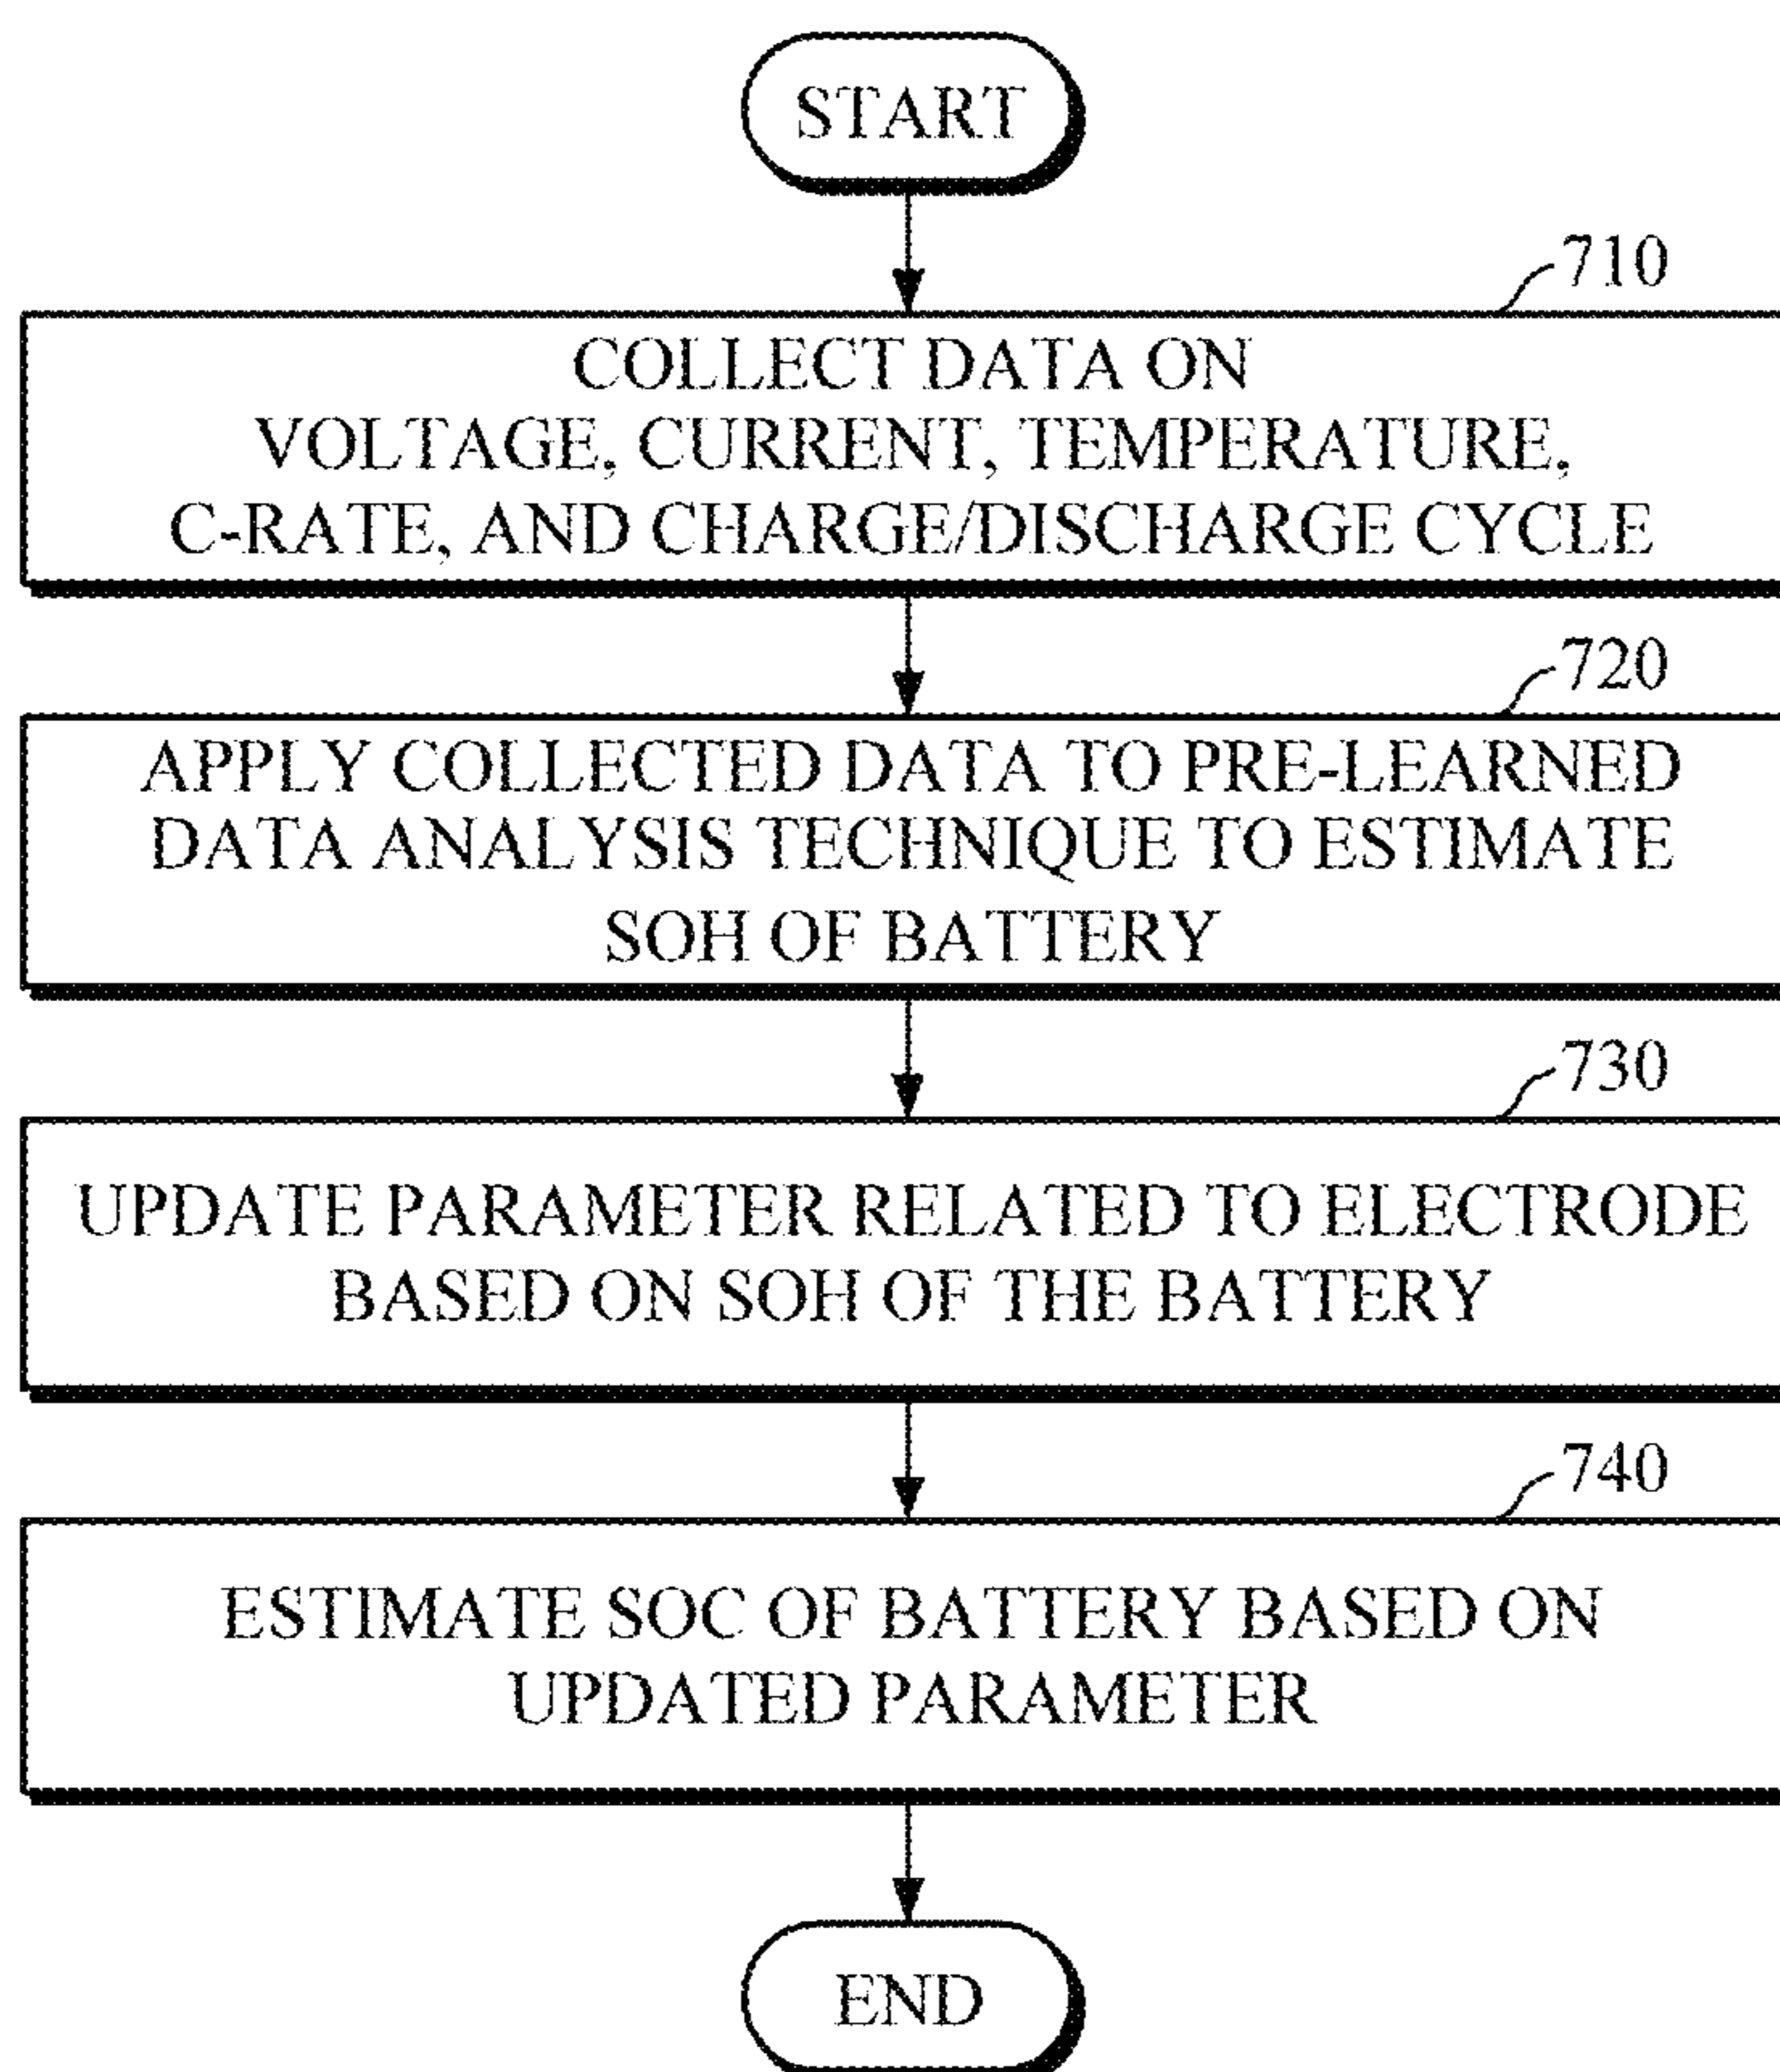 START
710
COLLECT DATA ON
VOLTAGE, CURRENT, TEMPERATURE,
C-RATE, AND CHARGE/DISCHARGE CYCLE
720
APPLY COLLECTED DATA TO PRE-LEARNED
DATA ANALYSIS TECHNIQUE TO ESTIMATE
SOH OF BATTERY
730
UPDATE PARAMETER RELATED TO ELECTRODE
BASED ON SOH OF THE BATTERY
740
ESTIMATE SOC OF BATTERY BASED ON
UPDATED PARAMETER
END